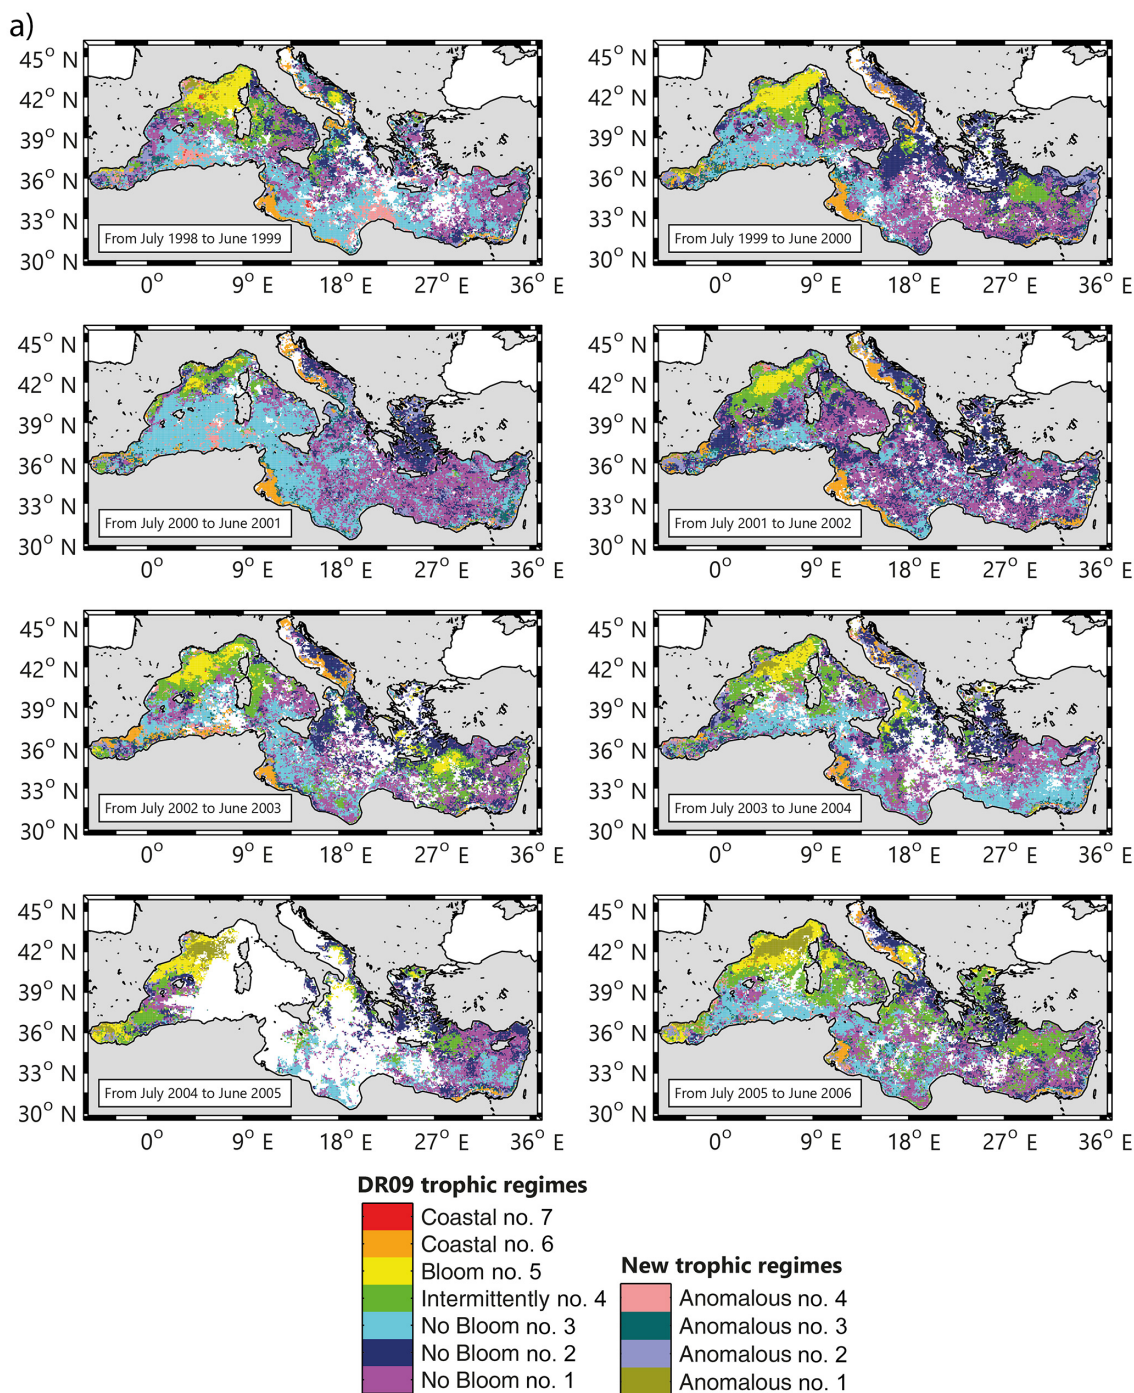 a)
45° N
42° N
39° N
36° N
33° N
30° N
From July 1998 to June 1999
0° 9° E 18° E 27° E 36° E
45° N
42° N
39° N
36° N
33° N
30° N
From July 1999 to June 2000
0° 9° E 18° E 27° E 36° E
45° N
42° N
39° N
36° N
33° N
30° N
From July 2000 to June 2001
0° 9° E 18° E 27° E 36° E
45° N
42° N
39° N
36° N
33° N
30° N
From July 2001 to June 2002
0° 9° E 18° E 27° E 36° E
45° N
42° N
39° N
36° N
33° N
30° N
From July 2002 to June 2003
0° 9° E 18° E 27° E 36° E
45° N
42° N
39° N
36° N
33° N
30° N
From July 2003 to June 2004
0° 9° E 18° E 27° E 36° E
45° N
42° N
39° N
36° N
33° N
30° N
From July 2004 to June 2005
0° 9° E 18° E 27° E 36° E
45° N
42° N
39° N
36° N
33° N
30° N
From July 2005 to June 2006
0° 9° E 18° E 27° E 36° E
DR09 trophic regimes
Coastal no. 7
Coastal no. 6
Bloom no. 5
Intermittently no. 4
No Bloom no. 3
No Bloom no. 2
No Bloom no. 1
New trophic regimes
Anomalous no. 4
Anomalous no. 3
Anomalous no. 2
Anomalous no. 1